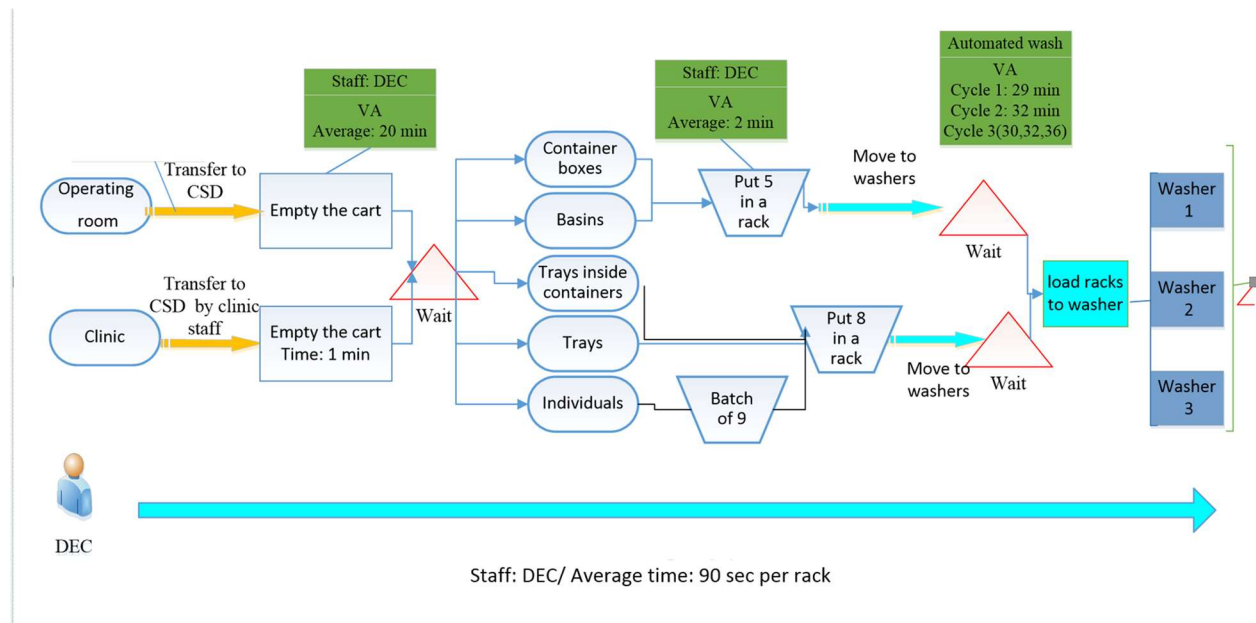 Staff: DEC
VA
Average: 20 min
Staff: DEC
VA
Average: 2 min
Automated wash
VA
Cycle 1: 29 min
Cycle 2: 32 min
Cycle 3(30,32,36)
Operating
room
Transfer to
CSD
Empty the cart
Clinic
Transfer to
CSD by clinic
staff
Empty the cart
Time: 1 min
Wait
Container
boxes
Basins
Trays inside
containers
Trays
Individuals
Batch
of 9
Put 5
in a
rack
Put 8
in a
rack
Move to
washers
Wait
Move to
washers
Wait
load racks
to washer
Washer
1
Washer
2
Washer
3
DEC
Staff: DEC/ Average time: 90 sec per rack